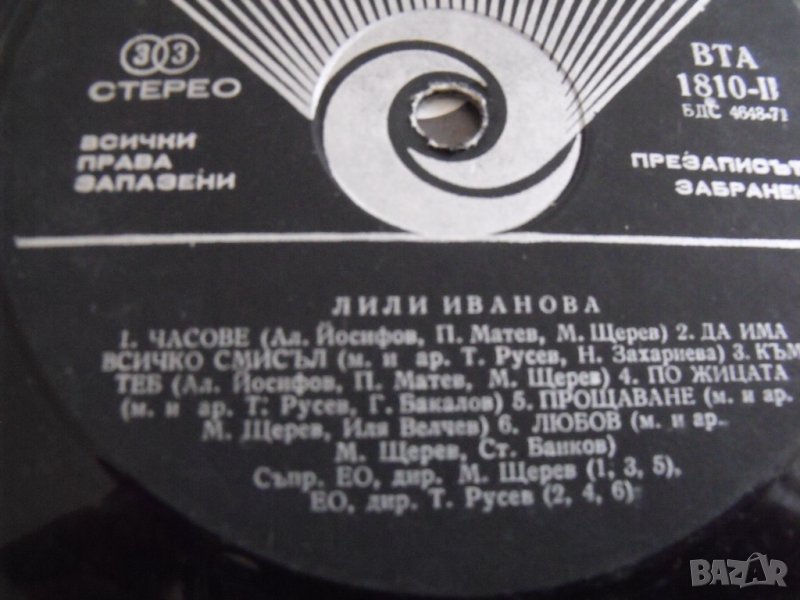 33
СТЕРЕО
ВСИЧКИ
ПРАВА
ЗАПАЗЕНИ
ВТА
1810-II
БДС 4648-71
ПРЕЗАПИСЪТ
ЗАБРАНЕН
ЛИЛИ ИВАНОВА
1. ЧАСОВЕ (Ал. Йосифов, П. Матев, М. Щерев) 2. ДА ИМА
ВСИЧКО СМИСЪЛ (м. и ар. Т. Русев, Н. Захариева) 3. КЪМ
ТЕБ (Ал. Йосифов, П. Матев, М. Щерев) 4. ПО ЖИЦАТА
(м. и ар. Т. Русев, Г. Бакалов) 5. ПРОЩАВАНЕ (м. и ар.
М. Щерев, Иля Велчев) 6. ЛЮБОВ (м. и ар.
М. Щерев, Ст. Банков)
Съпр. ЕО, дир. М. Щерев (1, 3, 5),
ЕО, дир. Т. Русев (2, 4, 6)
BAZAR